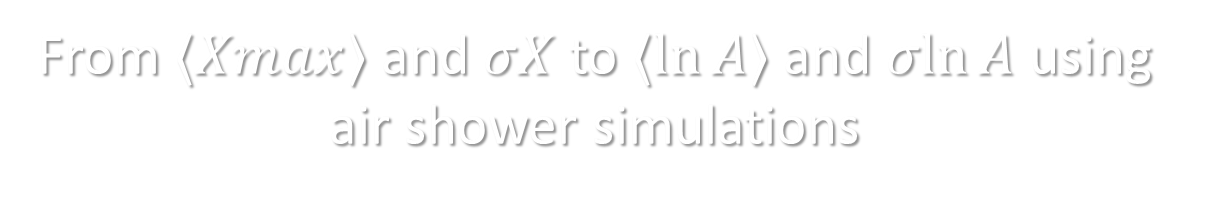 From ⟨𝑋𝑚𝑎𝑥⟩ and 𝜎𝑋 to ⟨ln 𝐴⟩ and 𝜎ln 𝐴 using
air shower simulations